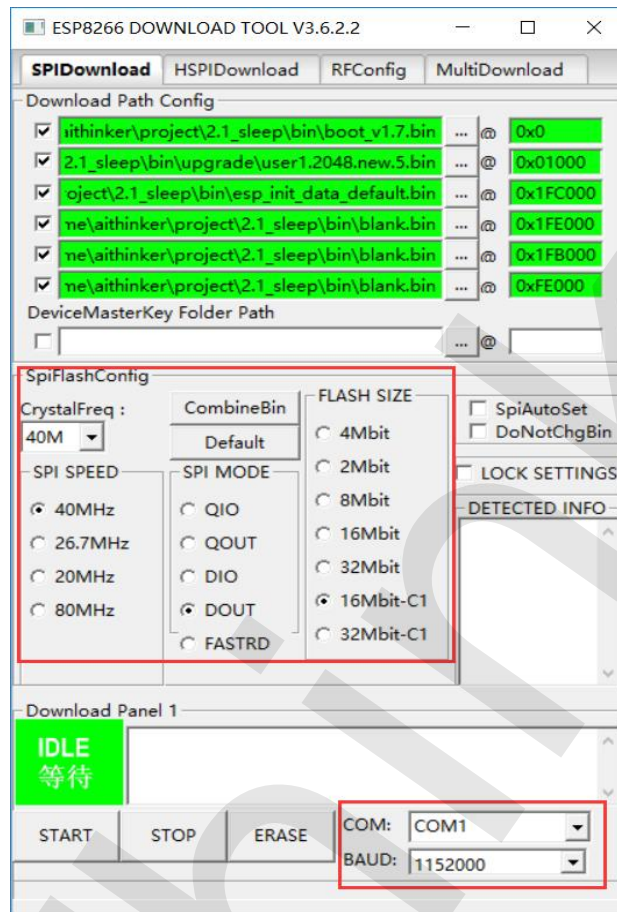 ESP8266 DOWNLOAD TOOL V3.6.2.2
SPIDownload HSPIDownload RFConfig MultiDownload
Download Path Config
aithinker\project\2.1_sleep\bin\boot_v1.7.bin ... @ 0x0
2.1_sleep\bin\upgrade\user1.2048.new.5.bin ... @ 0x01000
oject\2.1_sleep\bin\esp_init_data_default.bin ... @ 0x1FC000
me\aithinker\project\2.1_sleep\bin\blank.bin ... @ 0x1FE000
me\aithinker\project\2.1_sleep\bin\blank.bin ... @ 0x1FB000
me\aithinker\project\2.1_sleep\bin\blank.bin ... @ 0xFE000
DeviceMasterKey Folder Path
... @
SpiFlashConfig
CrystalFreq :
40M
CombineBin
Default
SPI SPEED
40MHz
26.7MHz
20MHz
80MHz
SPI MODE
QIO
QOUT
DIO
DOUT
FASTRD
FLASH SIZE
4Mbit
2Mbit
8Mbit
16Mbit
32Mbit
16Mbit-C1
32Mbit-C1
SpiAutoSet
DoNotChgBin
LOCK SETTINGS
DETECTED INFO
Download Panel 1
IDLE
等待
START STOP ERASE
COM: COM1
BAUD: 1152000